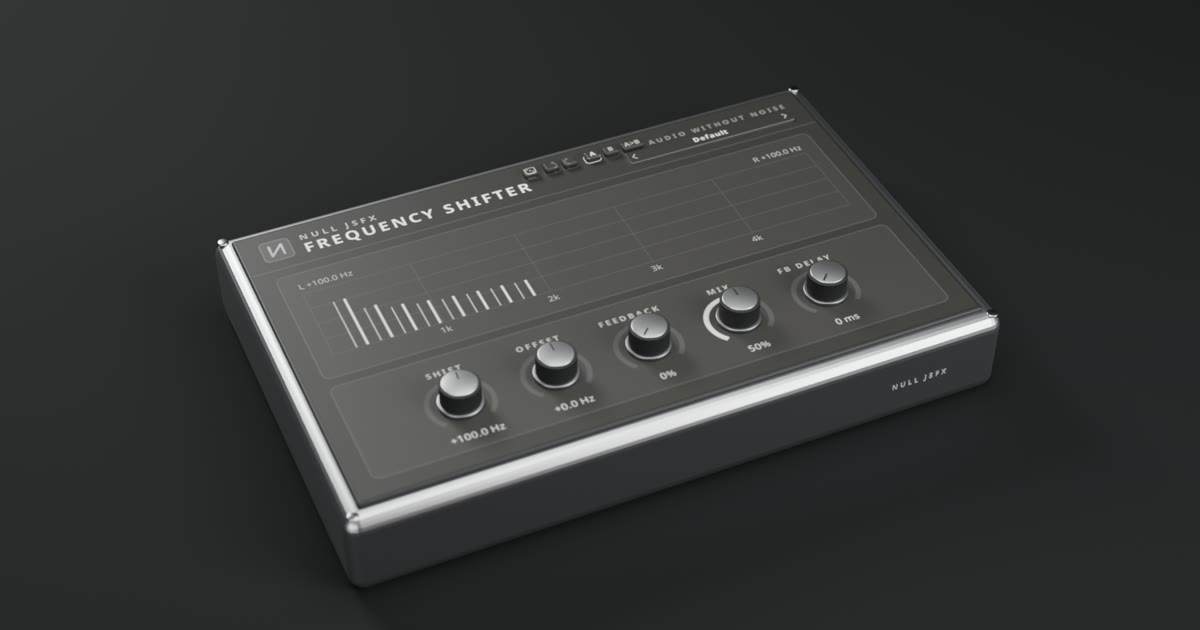 NULL JSFX
FREQUENCY SHIFTER
A B A>B
AUDIO WITHOUT NOISE
< Default >
L +100.0 Hz
R +100.0 Hz
1k 2k 3k 4k
SHIFT
OFFSET
FEEDBACK
MIX
FB DELAY
+100.0 Hz
+0.0 Hz
0%
50%
0 ms
NULL JSFX